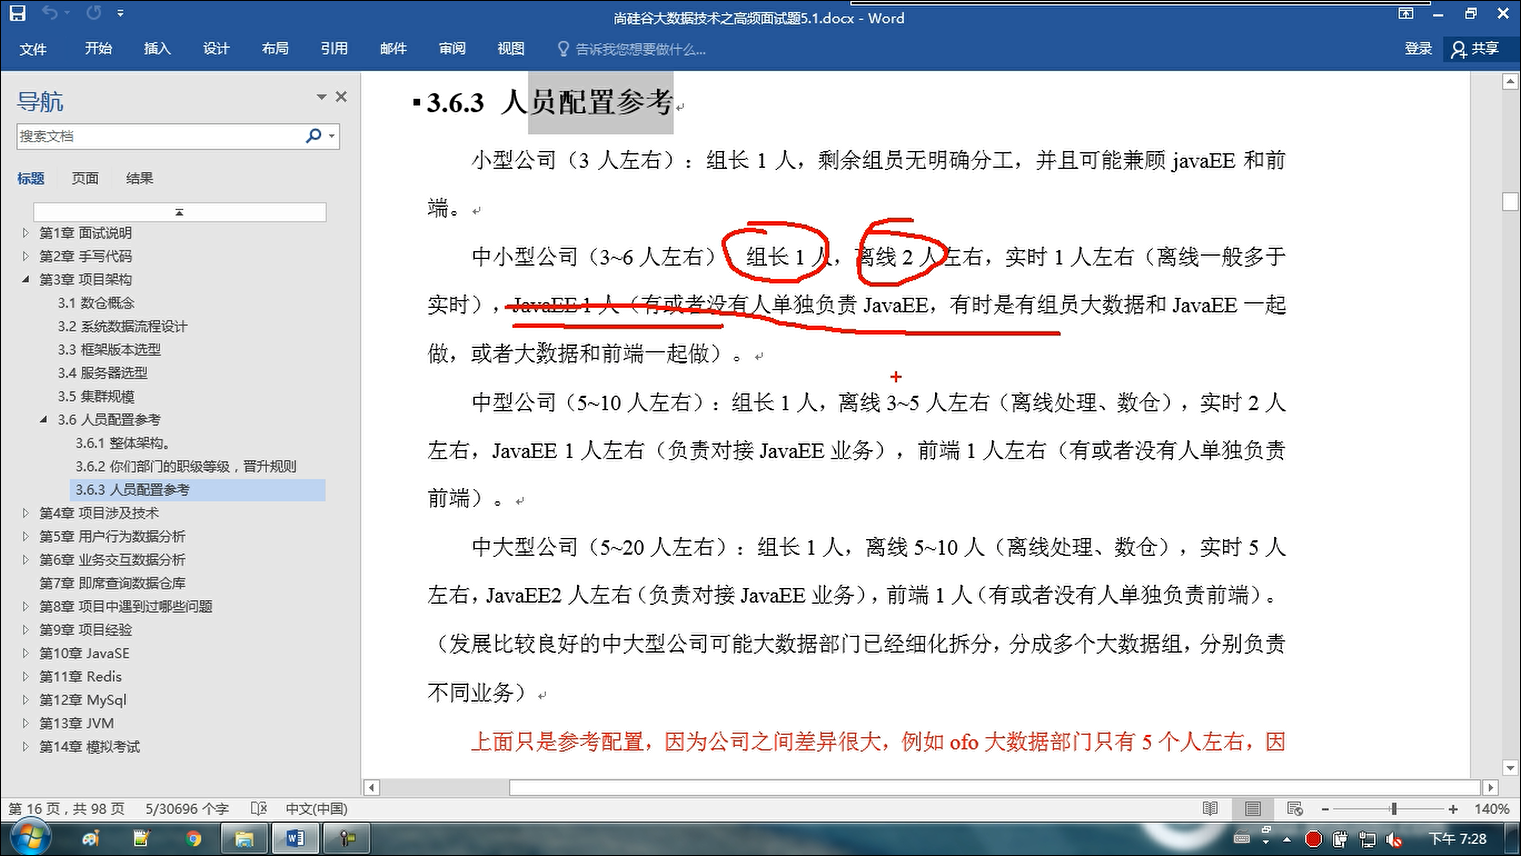 尚硅谷大数据技术之高频面试题5.1.docx - Word
文件 开始 插入 设计 布局 引用 邮件 审阅 视图 告诉我您想要做什么... 登录 共享
导航
搜索文档
标题 页面 结果
第1章 面试说明
第2章 手写代码
第3章 项目架构
3.1 数仓概念
3.2 系统数据流程设计
3.3 框架版本选型
3.4 服务器选型
3.5 集群规模
3.6 人员配置参考
3.6.1 整体架构。
3.6.2 你们部门的职级等级，晋升规则
3.6.3 人员配置参考
第4章 项目涉及技术
第5章 用户行为数据分析
第6章 业务交互数据分析
第7章 即席查询数据仓库
第8章 项目中遇到过哪些问题
第9章 项目经验
第10章 JavaSE
第11章 Redis
第12章 MySql
第13章 JVM
第14章 模拟考试
3.6.3 人员配置参考
小型公司（3 人左右）：组长 1 人，剩余组员无明确分工，并且可能兼顾 javaEE 和前
端。
中小型公司（3~6 人左右） 组长 1 人，离线 2 人左右，实时 1 人左右（离线一般多于
实时），JavaEE 1 人（有或者没有人单独负责 JavaEE，有时是有组员大数据和 JavaEE 一起
做，或者大数据和前端一起做）。
中型公司（5~10 人左右）：组长 1 人，离线 3~5 人左右（离线处理、数仓），实时 2 人
左右，JavaEE 1 人左右（负责对接 JavaEE 业务），前端 1 人左右（有或者没有人单独负责
前端）。
中大型公司（5~20 人左右）：组长 1 人，离线 5~10 人（离线处理、数仓），实时 5 人
左右，JavaEE2 人左右（负责对接 JavaEE 业务），前端 1 人（有或者没有人单独负责前端）。
（发展比较良好的中大型公司可能大数据部门已经细化拆分，分成多个大数据组，分别负责
不同业务）
上面只是参考配置，因为公司之间差异很大，例如 ofo 大数据部门只有 5 个人左右，因
第 16 页，共 98 页 5/30696 个字 中文(中国) 140%
下午 7:28